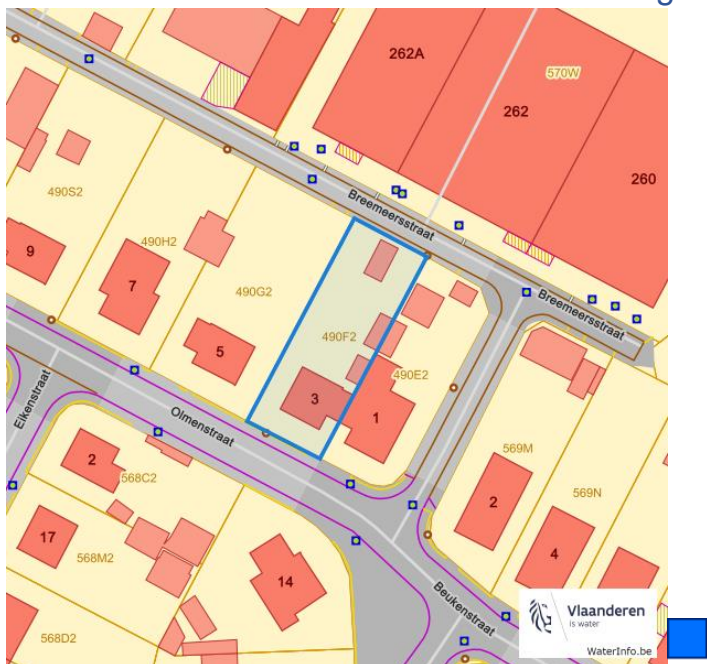 262A
570W
262
260
490S2
Breemeersstraat
9
490H2
7
490G2
Breemeersstraat
5
490F2
490E2
3
1
Eikenstraat
Olmenstraat
2
568C2
569M
2
569N
17
568M2
4
14
Beukenstraat
568D2
Vlaanderen
is water
WaterInfo.be